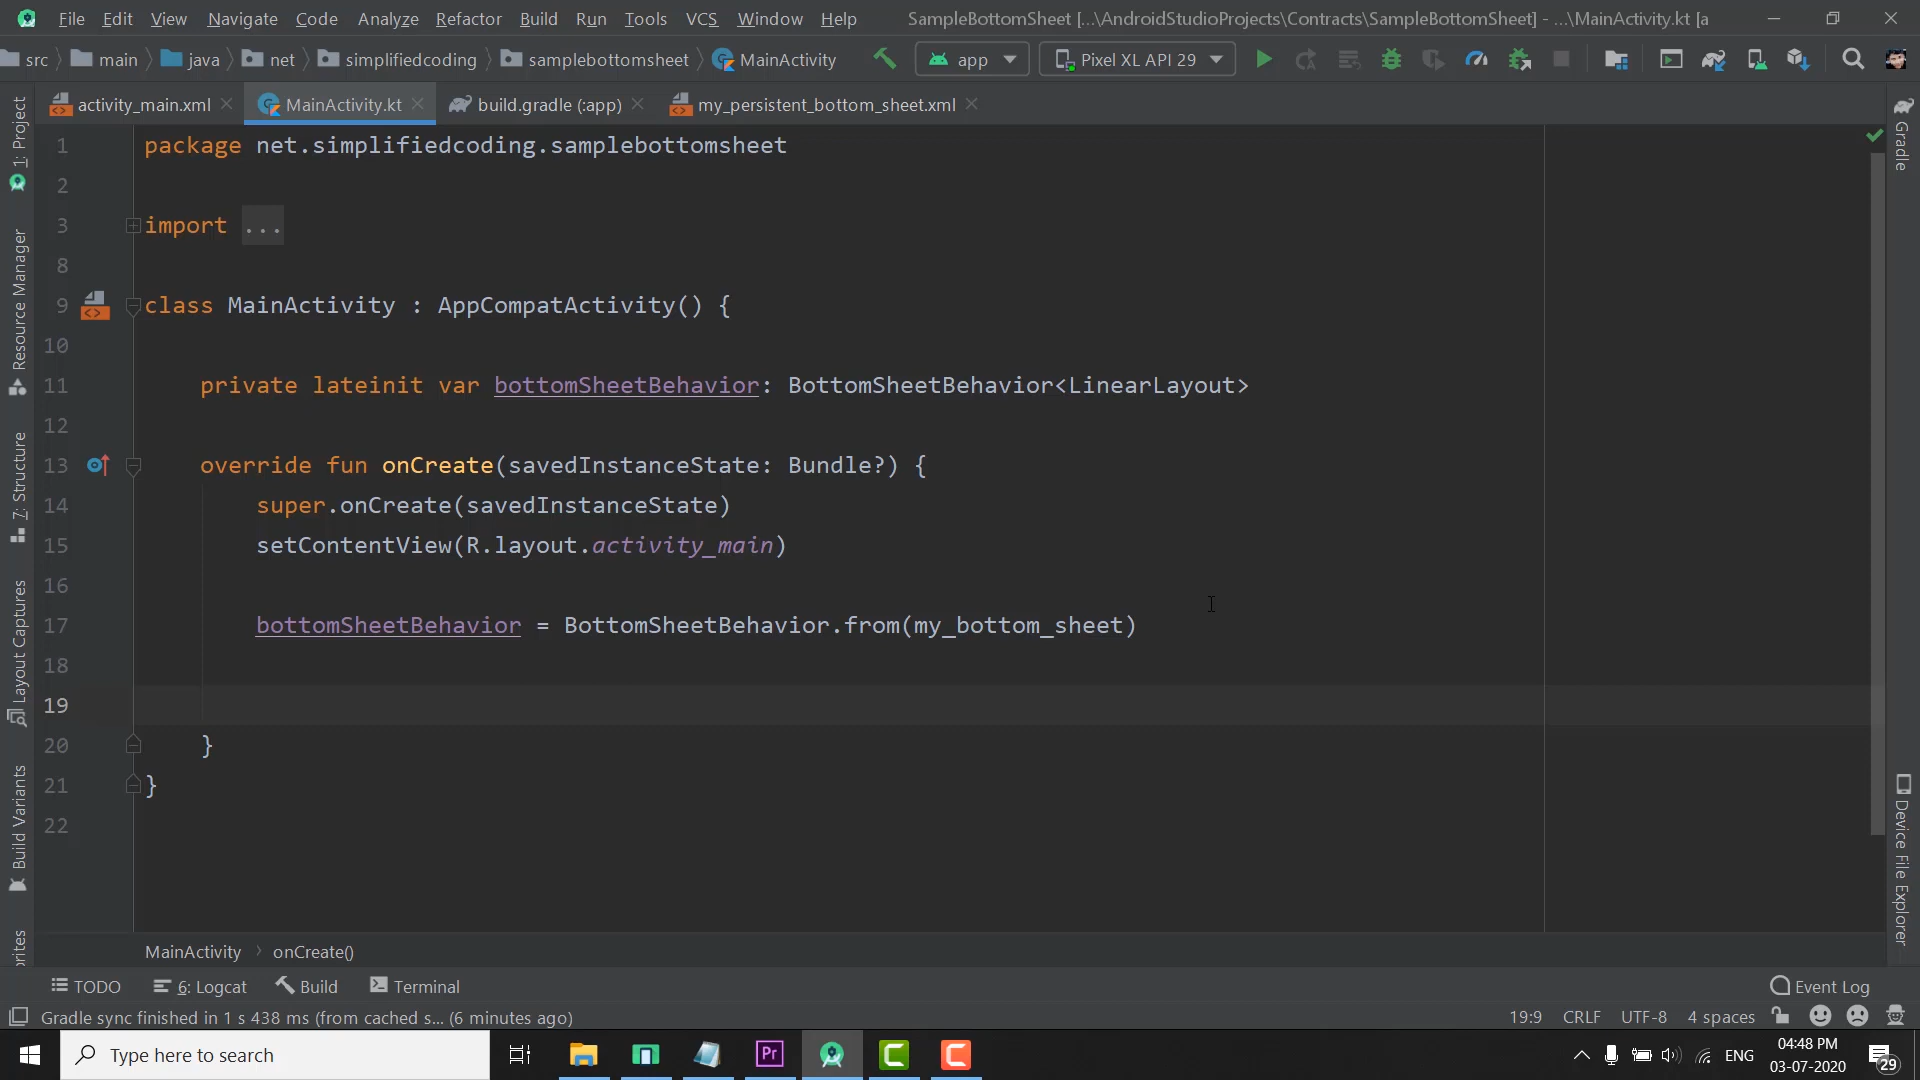 File Edit View Navigate Code Analyze Refactor Build Run Tools VCS Window Help SampleBottomSheet [...\AndroidStudioProjects\Contracts\SampleBottomSheet] - ...\MainActivity.kt [a
src main java net simplifiedcoding samplebottomsheet MainActivity app Pixel XL API 29
activity_main.xml MainActivity.kt build.gradle (:app) my_persistent_bottom_sheet.xml
1: Project
Resource Manager
Z: Structure
Layout Captures
Build Variants
rites
1 package net.simplifiedcoding.samplebottomsheet
2
3 import ...
8
9 class MainActivity : AppCompatActivity() {
10
11 private lateinit var bottomSheetBehavior: BottomSheetBehavior<LinearLayout>
12
13 override fun onCreate(savedInstanceState: Bundle?) {
14 super.onCreate(savedInstanceState)
15 setContentView(R.layout.activity_main)
16
17 bottomSheetBehavior = BottomSheetBehavior.from(my_bottom_sheet)
18
19
20 }
21 }
22
Gradle
Device File Explorer
MainActivity onCreate()
TODO 6: Logcat Build Terminal Event Log
Gradle sync finished in 1 s 438 ms (from cached s... (6 minutes ago) 19:9 CRLF UTF-8 4 spaces
Type here to search Pr ENG 04:48 PM
03-07-2020 29